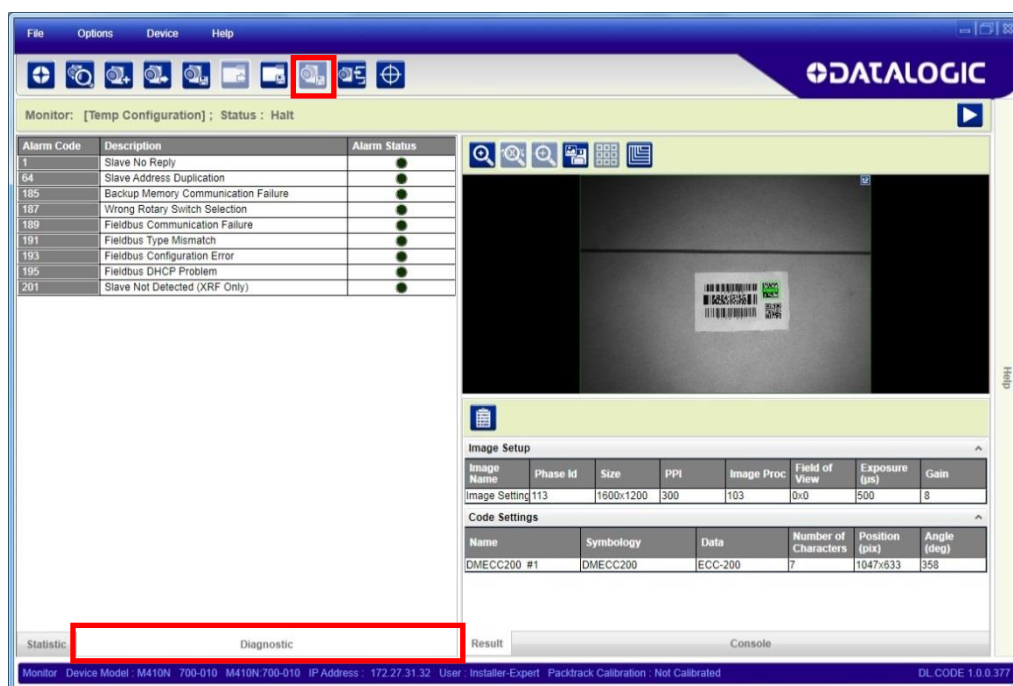 File Options Device Help
DATALOGIC
Monitor: [Temp Configuration] ; Status : Halt
Alarm Code Description Alarm Status
1 Slave No Reply
64 Slave Address Duplication
185 Backup Memory Communication Failure
187 Wrong Rotary Switch Selection
189 Fieldbus Communication Failure
191 Fieldbus Type Mismatch
193 Fieldbus Configuration Error
195 Fieldbus DHCP Problem
201 Slave Not Detected (XRF Only)
Help
Image Setup
Image Name Phase Id Size PPI Image Proc Field of View Exposure (µs) Gain
Image Setting 113 1600x1200 300 103 0x0 500 8
Code Settings
Name Symbology Data Number of Characters Position (pix) Angle (deg)
DMECC200 #1 DMECC200 ECC-200 7 1047x633 358
Statistic Diagnostic Result Console
Monitor Device Model : M410N 700-010 M410N:700-010 IP Address : 172.27.31.32 User : Installer-Expert Packtrack Calibration : Not Calibrated DL.CODE 1.0.0.377